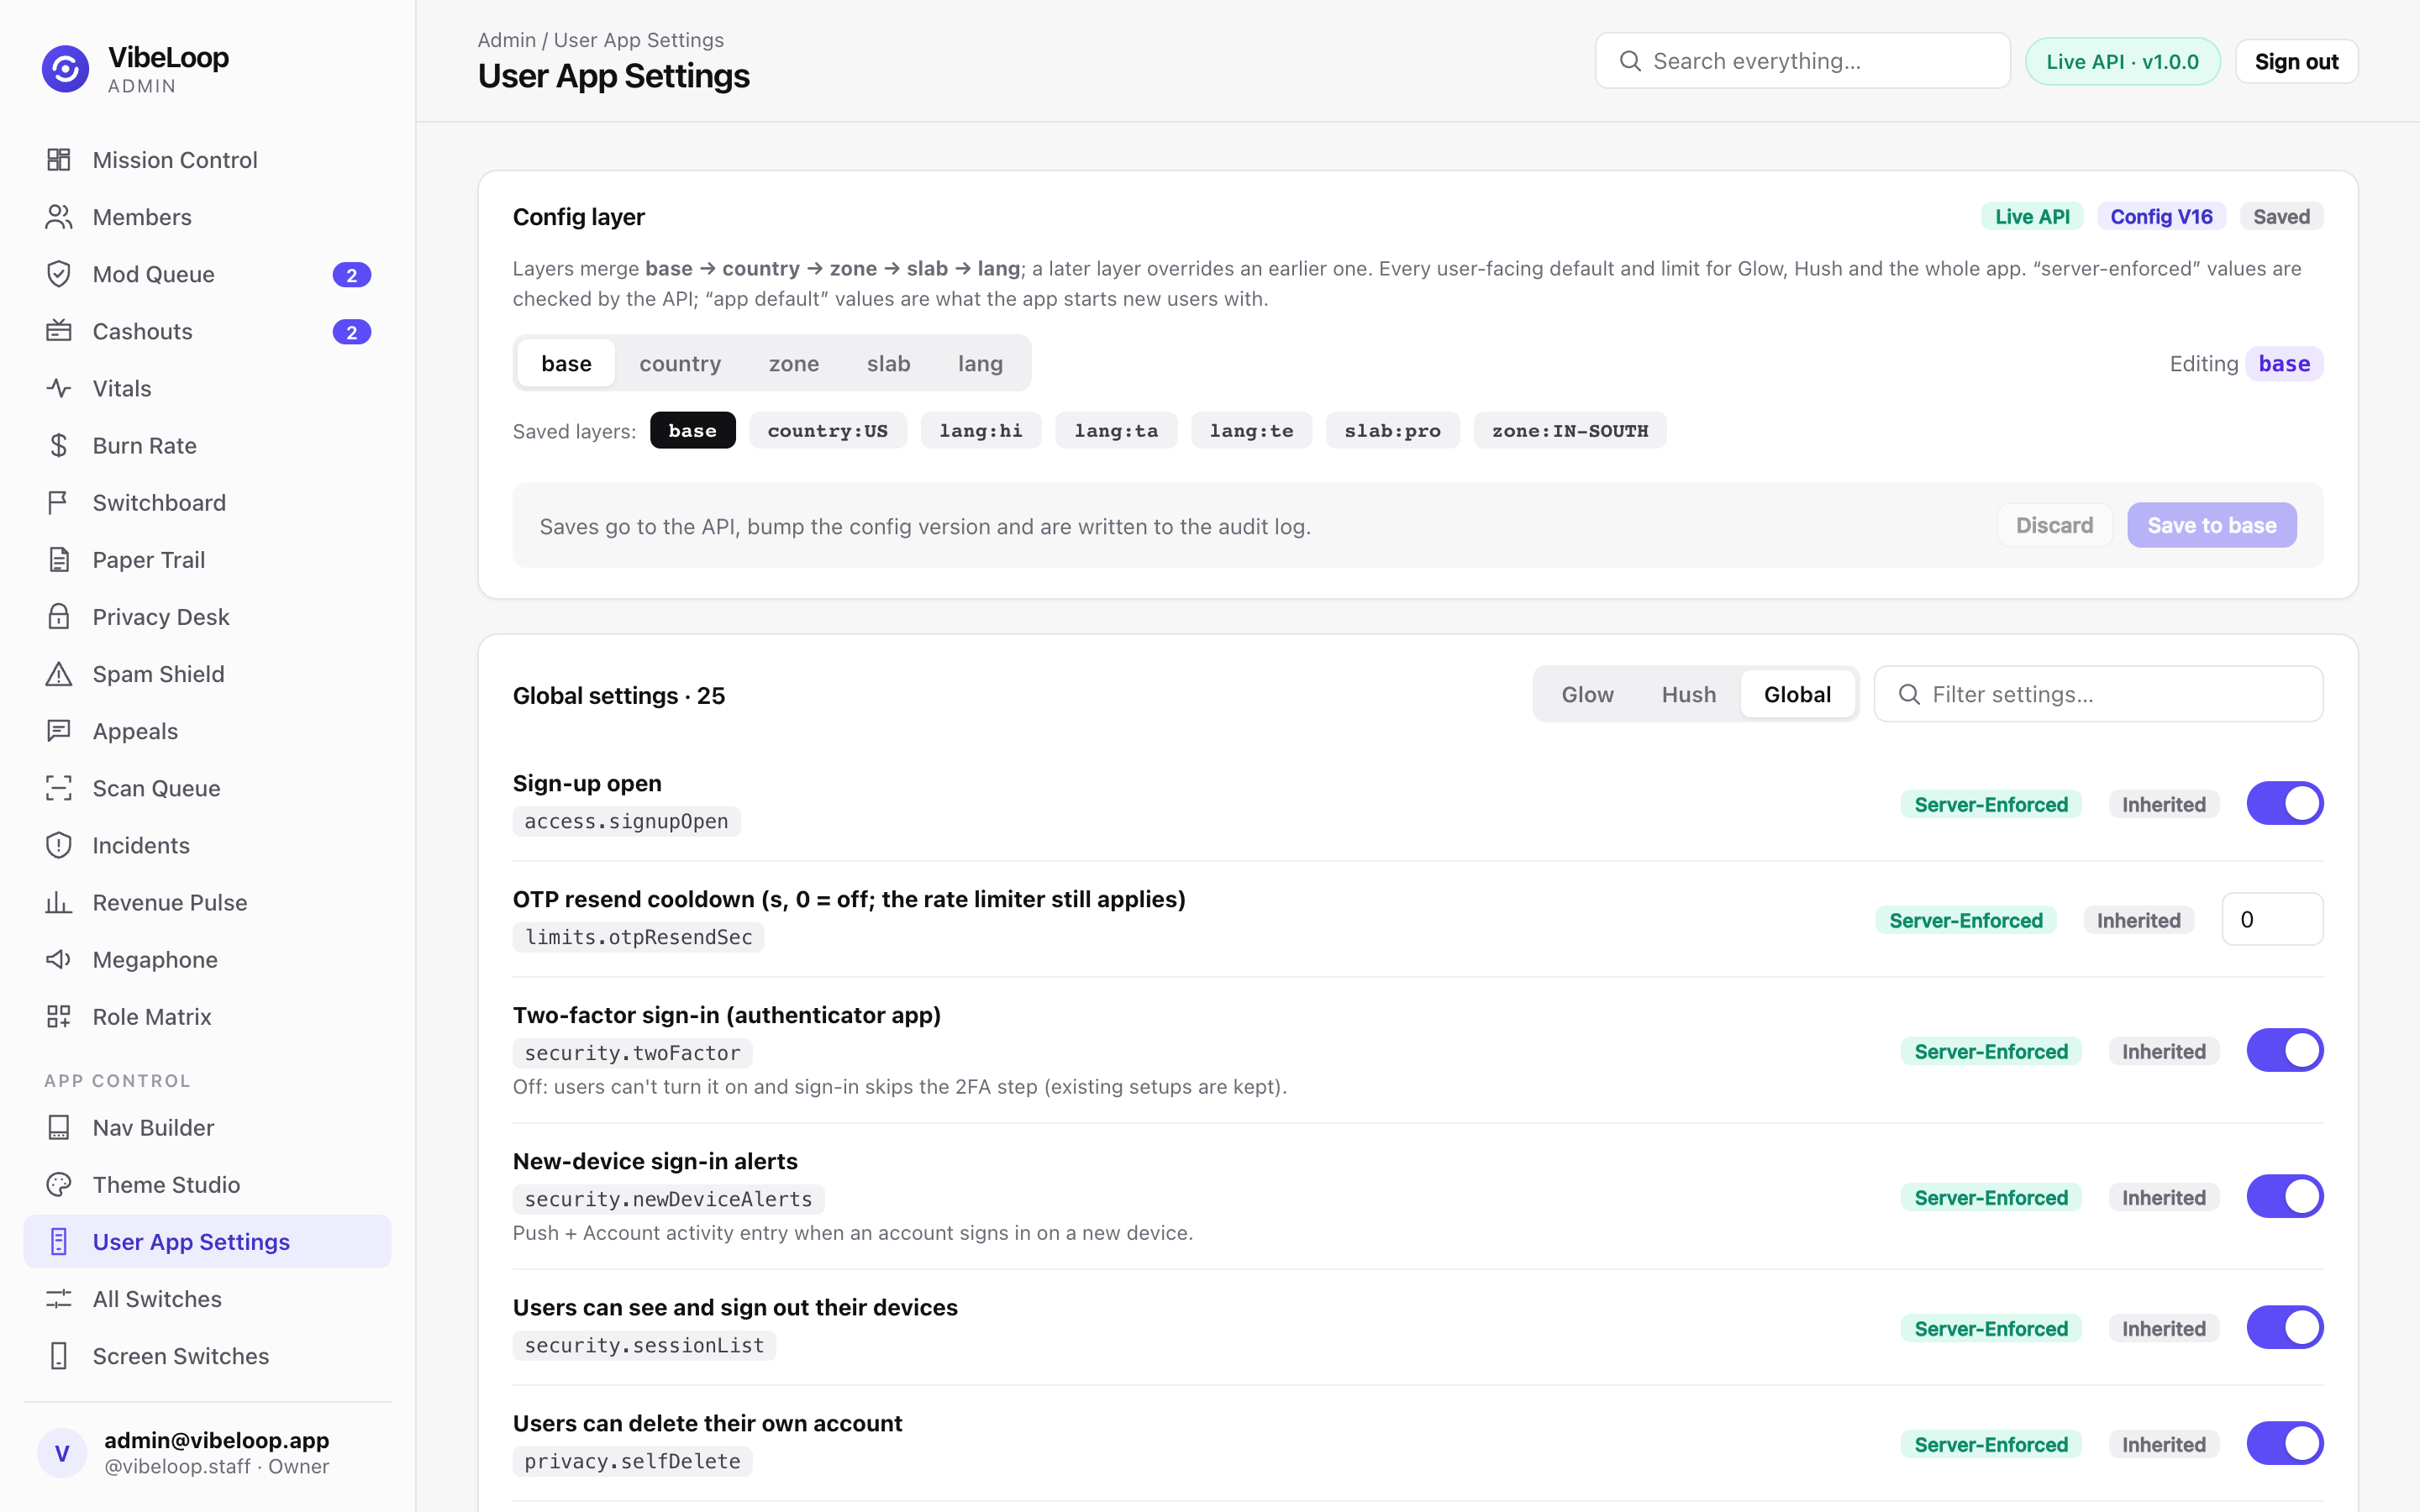 VibeLoop
ADMIN
Mission Control
Members
Mod Queue 2
Cashouts 2
Vitals
Burn Rate
Switchboard
Paper Trail
Privacy Desk
Spam Shield
Appeals
Scan Queue
Incidents
Revenue Pulse
Megaphone
Role Matrix
APP CONTROL
Nav Builder
Theme Studio
User App Settings
All Switches
Screen Switches
V
admin@vibeloop.app
@vibeloop.staff · Owner
Admin / User App Settings
User App Settings
Search everything...
Live API · v1.0.0
Sign out
Config layer
Live API Config V16 Saved
Layers merge base → country → zone → slab → lang; a later layer overrides an earlier one. Every user-facing default and limit for Glow, Hush and the whole app. “server-enforced” values are
checked by the API; “app default” values are what the app starts new users with.
base country zone slab lang
Editing base
Saved layers: base country:US lang:hi lang:ta lang:te slab:pro zone:IN-SOUTH
Saves go to the API, bump the config version and are written to the audit log.
Discard Save to base
Global settings · 25
Glow Hush Global
Filter settings...
Sign-up open
access.signupOpen
Server-Enforced Inherited
OTP resend cooldown (s, 0 = off; the rate limiter still applies)
limits.otpResendSec
Server-Enforced Inherited 0
Two-factor sign-in (authenticator app)
security.twoFactor
Off: users can't turn it on and sign-in skips the 2FA step (existing setups are kept).
Server-Enforced Inherited
New-device sign-in alerts
security.newDeviceAlerts
Push + Account activity entry when an account signs in on a new device.
Server-Enforced Inherited
Users can see and sign out their devices
security.sessionList
Server-Enforced Inherited
Users can delete their own account
privacy.selfDelete
Server-Enforced Inherited